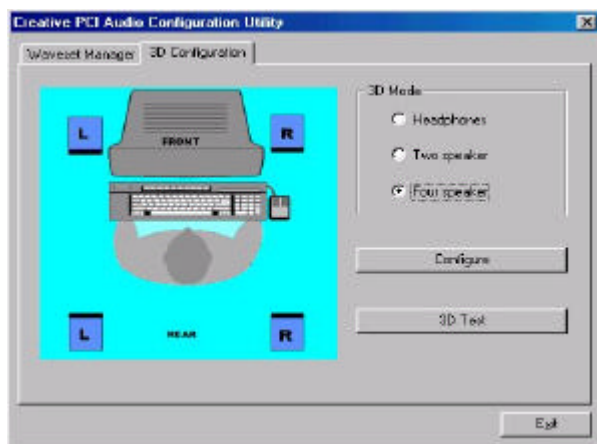 Creative PCI Audio Configuration Utility
Waveset Manager
3D Configuration
L
FRONT
R
L
REAR
R
3D Mode
Headphones
Two speaker
Four speaker
Configure
3D Test
Exit